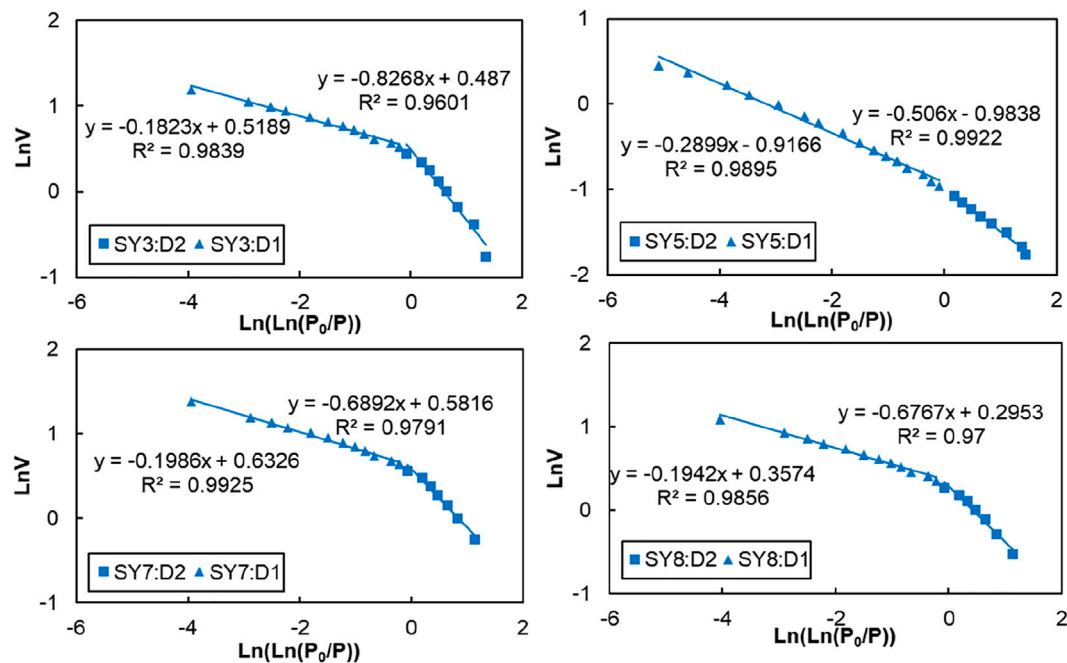 2
1
0
-1
LnV
y = -0.8268x + 0.487
R² = 0.9601
y = -0.1823x + 0.5189
R² = 0.9839
SY3:D2 SY3:D1
-6 -4 -2 0 2
Ln(Ln(P₀/P))
1
0
-1
-2
LnV
y = -0.506x - 0.9838
R² = 0.9922
y = -0.2899x - 0.9166
R² = 0.9895
SY5:D2 SY5:D1
-6 -4 -2 0 2
Ln(Ln(P₀/P))
2
1
0
-1
LnV
y = -0.6892x + 0.5816
R² = 0.9791
y = -0.1986x + 0.6326
R² = 0.9925
SY7:D2 SY7:D1
-6 -4 -2 0 2
Ln(Ln(P₀/P))
2
1
0
-1
LnV
y = -0.6767x + 0.2953
R² = 0.97
y = -0.1942x + 0.3574
R² = 0.9856
SY8:D2 SY8:D1
-6 -4 -2 0 2
Ln(Ln(P₀/P))